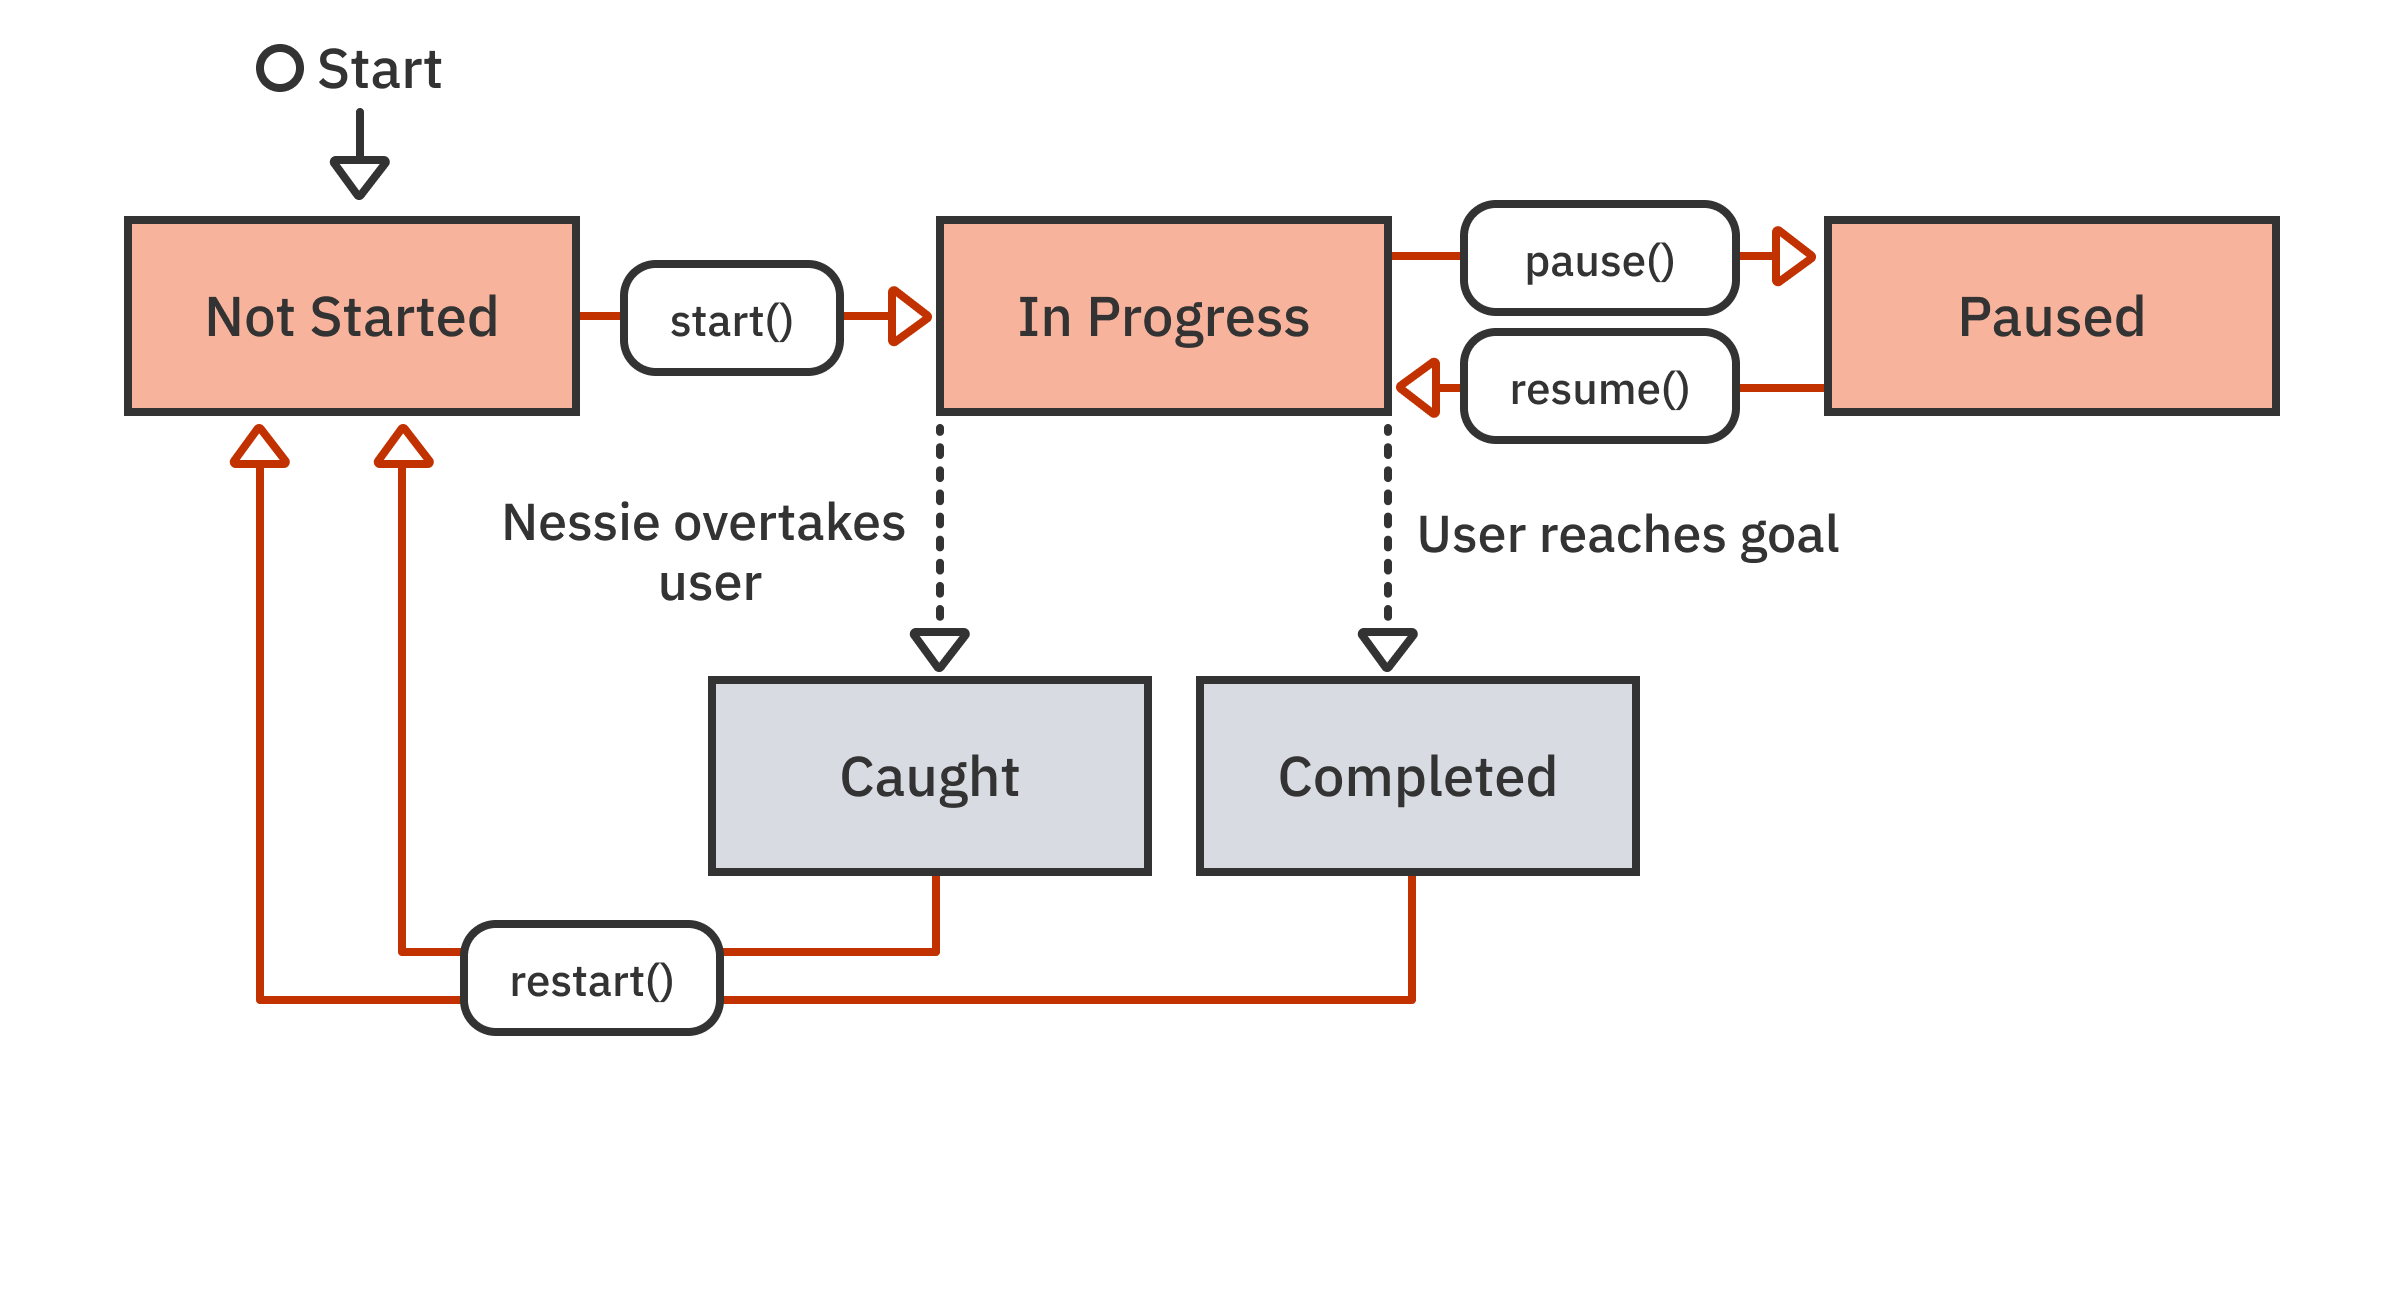 Start
Not Started
start()
In Progress
pause()
resume()
Paused
Nessie overtakes
user
User reaches goal
Caught
Completed
restart()